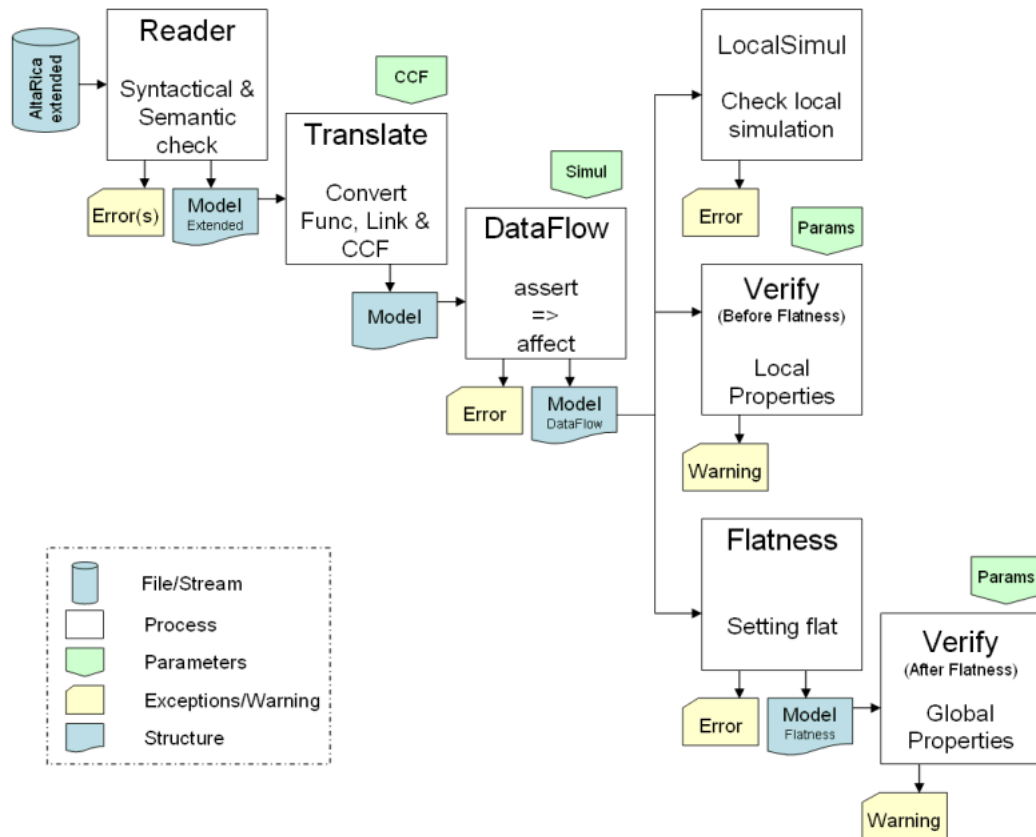 AltaRica
extended
Reader
Syntactical &
Semantic
check
Error(s)
Model
Extended
CCF
Translate
Convert
Func, Link &
CCF
Model
Simul
DataFlow
assert
=>
affect
Error
Model
DataFlow
LocalSimul
Check local
simulation
Error
Params
Verify
(Before Flatness)
Local
Properties
Warning
Flatness
Setting flat
Error
Model
Flatness
Params
Verify
(After Flatness)
Global
Properties
Warning
File/Stream
Process
Parameters
Exceptions/Warning
Structure